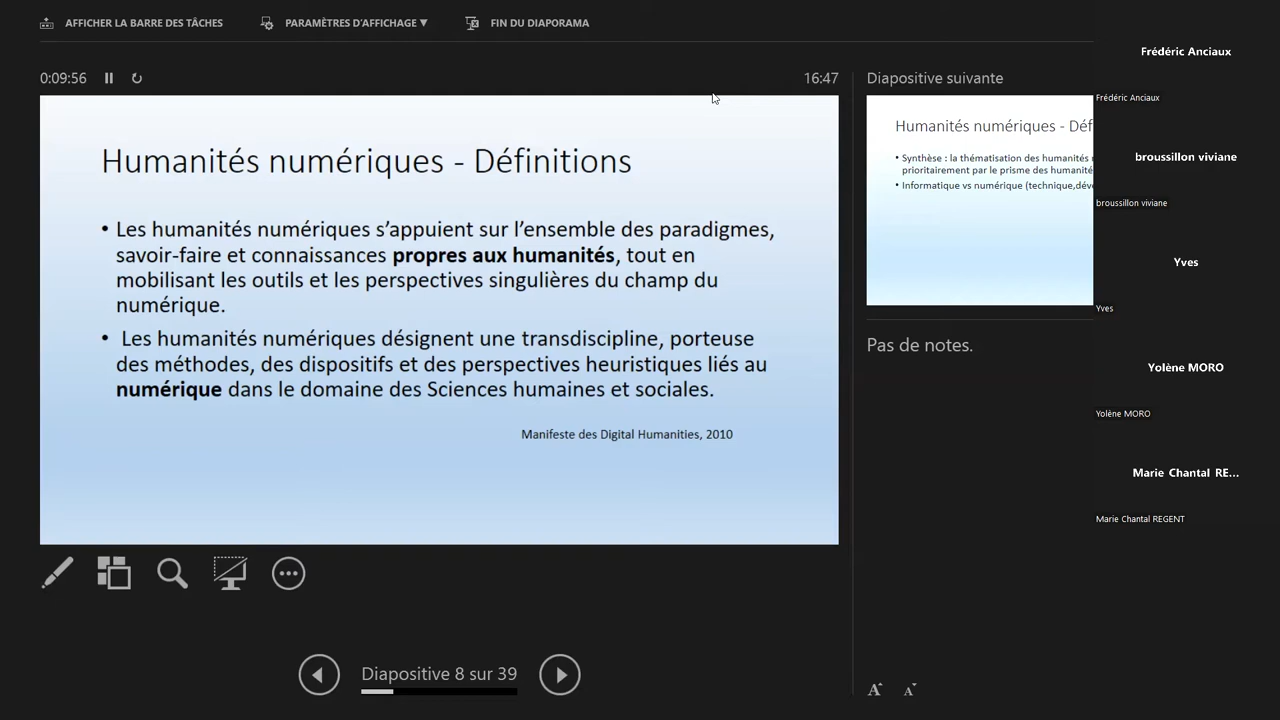 AFFICHER LA BARRE DES TÂCHES
PARAMÈTRES D'AFFICHAGE ▼
FIN DU DIAPORAMA
0:09:56
16:47
Humanités numériques - Définitions
• Les humanités numériques s’appuient sur l’ensemble des paradigmes,
savoir-faire et connaissances propres aux humanités, tout en
mobilisant les outils et les perspectives singulières du champ du
numérique.
• Les humanités numériques désignent une transdiscipline, porteuse
des méthodes, des dispositifs et des perspectives heuristiques liés au
numérique dans le domaine des Sciences humaines et sociales.
Manifeste des Digital Humanities, 2010
Diapositive 8 sur 39
Diapositive suivante
Humanités numériques - Déf
• Synthèse : la thématisation des humanités
prioritairement par le prisme des humanité
• Informatique vs numérique (technique,dév
Pas de notes.
A A
Frédéric Anciaux
Frédéric Anciaux
broussillon viviane
broussillon viviane
Yves
Yves
Yolène MORO
Yolène MORO
Marie Chantal RE...
Marie Chantal REGENT